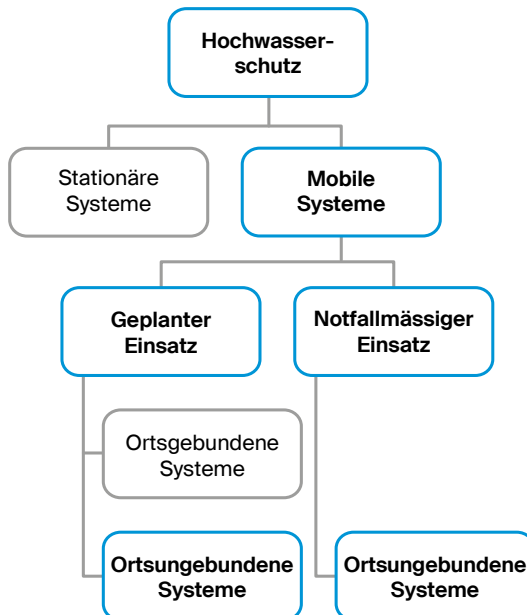 Hochwasser-
schutz
Stationäre
Systeme
Mobile
Systeme
Geplanter
Einsatz
Notfallmässiger
Einsatz
Ortsgebundene
Systeme
Ortsungebundene
Systeme
Ortsungebundene
Systeme